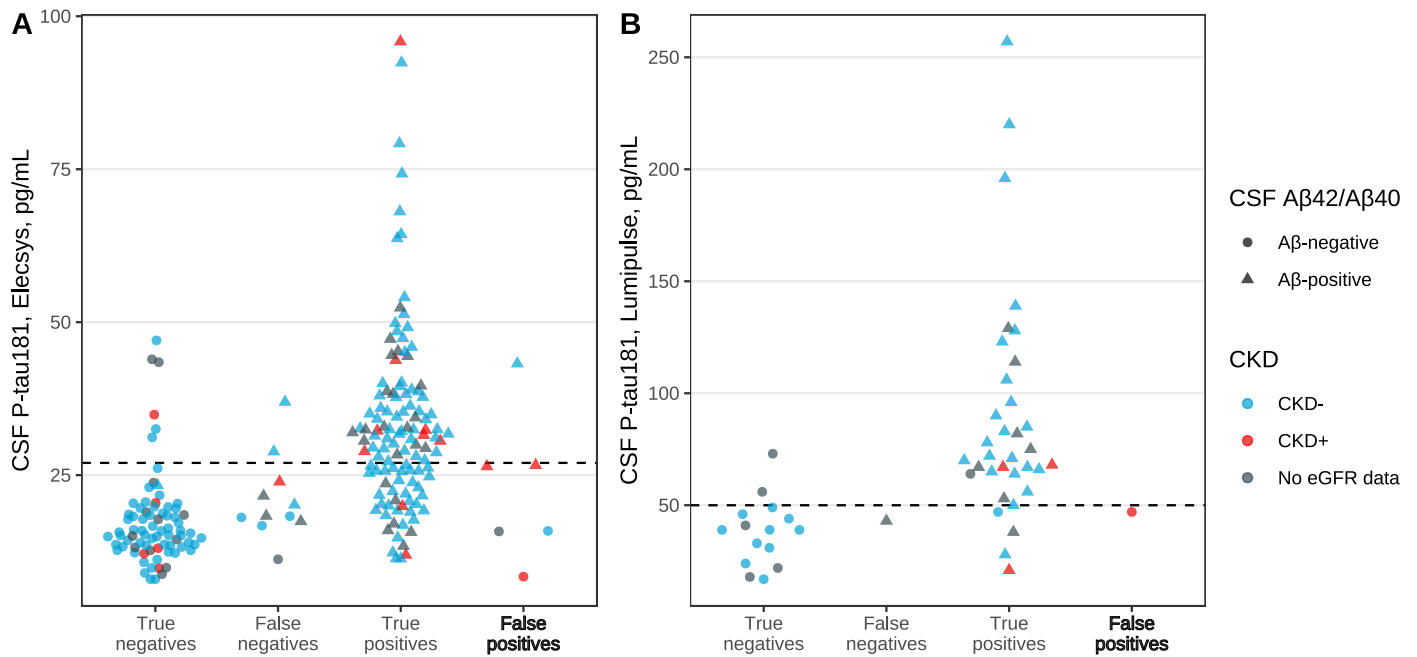 A
CSF P-tau181, Elecsys, pg/mL
100
75
50
25
True
negatives
False
negatives
True
positives
False
positives
B
CSF P-tau181, Lumipulse, pg/mL
250
200
150
100
50
True
negatives
False
negatives
True
positives
False
positives
CSF Aβ42/Aβ40
Aβ-negative
Aβ-positive
CKD
CKD-
CKD+
No eGFR data